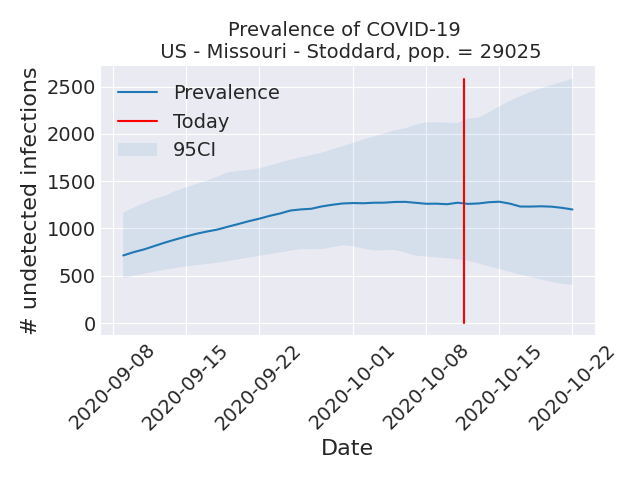 Prevalence of COVID-19
US - Missouri - Stoddard, pop. = 29025
# undetected infections
2500
2000
1500
1000
500
0
Prevalence
Today
95CI
2020-09-08
2020-09-15
2020-09-22
2020-10-01
2020-10-08
2020-10-15
2020-10-22
Date